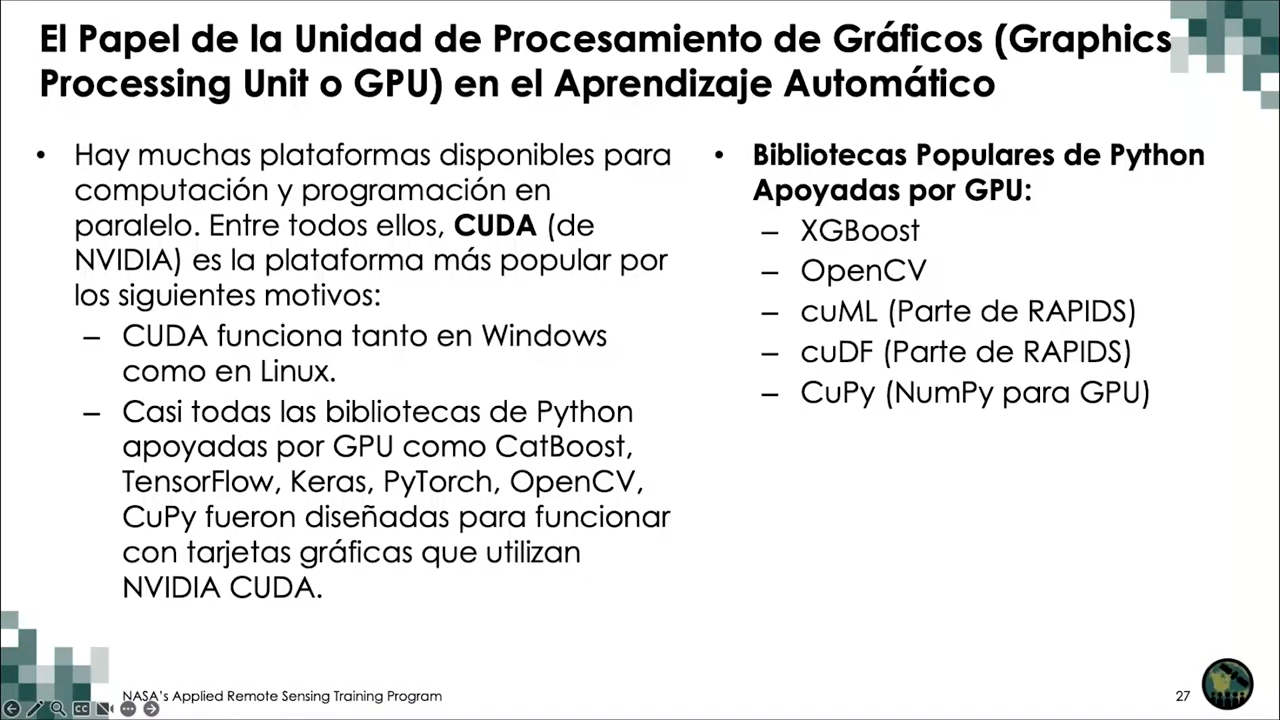 El Papel de la Unidad de Procesamiento de Gráficos (Graphics
Processing Unit o GPU) en el Aprendizaje Automático
• Hay muchas plataformas disponibles para
computación y programación en
paralelo. Entre todos ellos, CUDA (de
NVIDIA) es la plataforma más popular por
los siguientes motivos:
– CUDA funciona tanto en Windows
como en Linux.
– Casi todas las bibliotecas de Python
apoyadas por GPU como CatBoost,
TensorFlow, Keras, PyTorch, OpenCV,
CuPy fueron diseñadas para funcionar
con tarjetas gráficas que utilizan
NVIDIA CUDA.
• Bibliotecas Populares de Python
Apoyadas por GPU:
– XGBoost
– OpenCV
– cuML (Parte de RAPIDS)
– cuDF (Parte de RAPIDS)
– CuPy (NumPy para GPU)
NASA's Applied Remote Sensing Training Program
27
CC